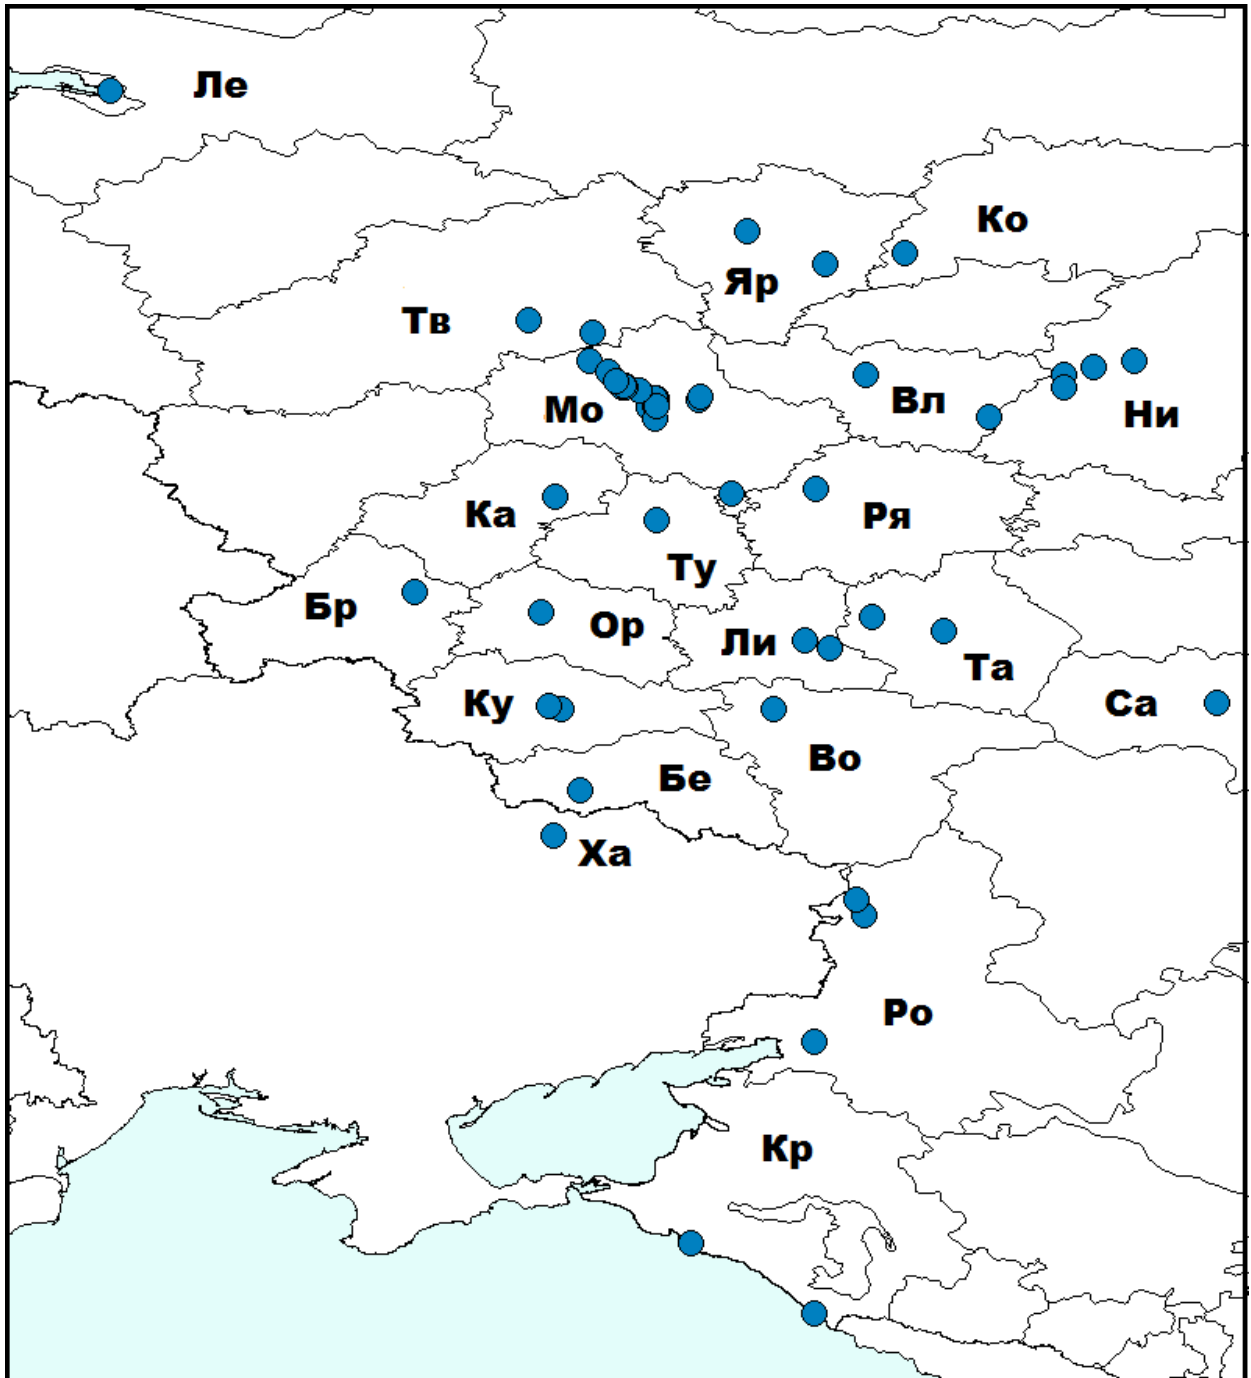 Ле
Ко
Яр
Тв
Вл
Мо
Ни
Ка
Ря
Ту
Бр
Ор
Ли
Та
Ку
Са
Во
Бе
Ха
Ро
Кр